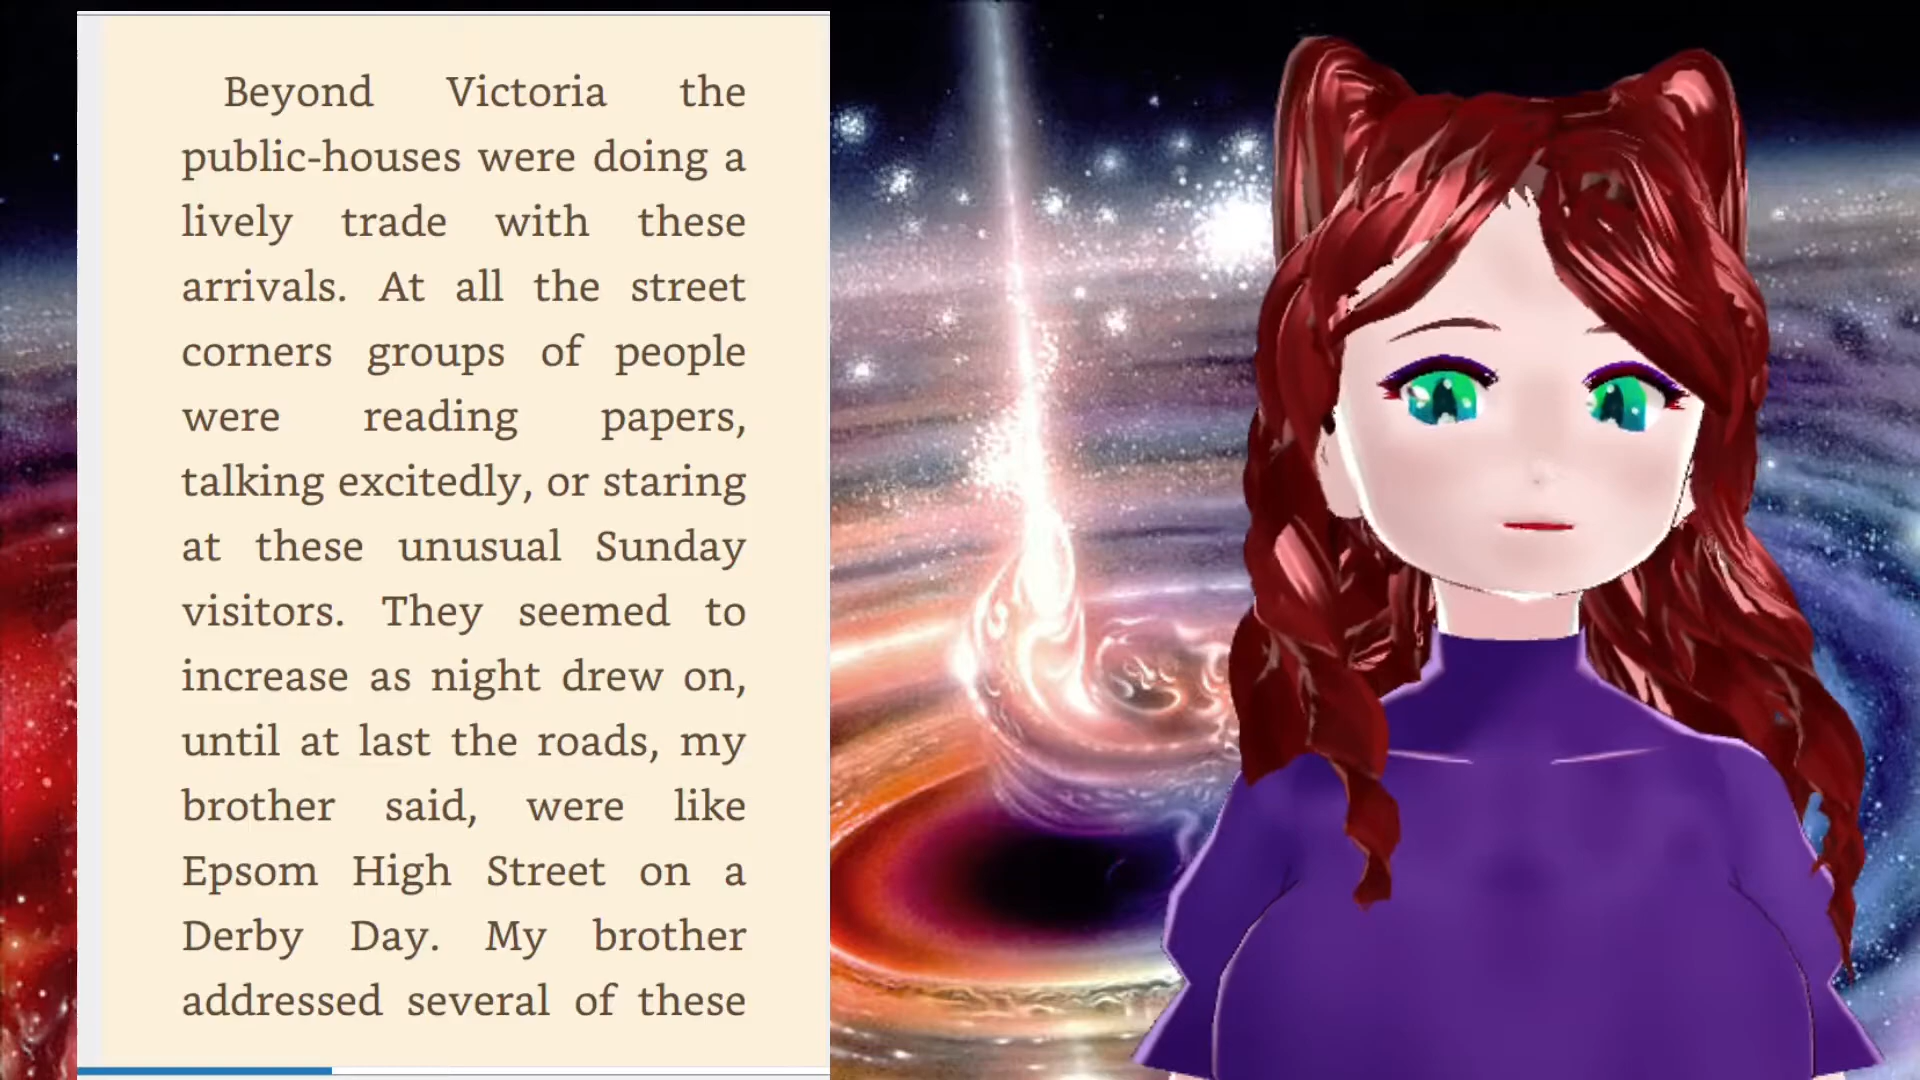 Beyond Victoria the
public-houses were doing a
lively trade with these
arrivals. At all the street
corners groups of people
were reading papers,
talking excitedly, or staring
at these unusual Sunday
visitors. They seemed to
increase as night drew on,
until at last the roads, my
brother said, were like
Epsom High Street on a
Derby Day. My brother
addressed several of these